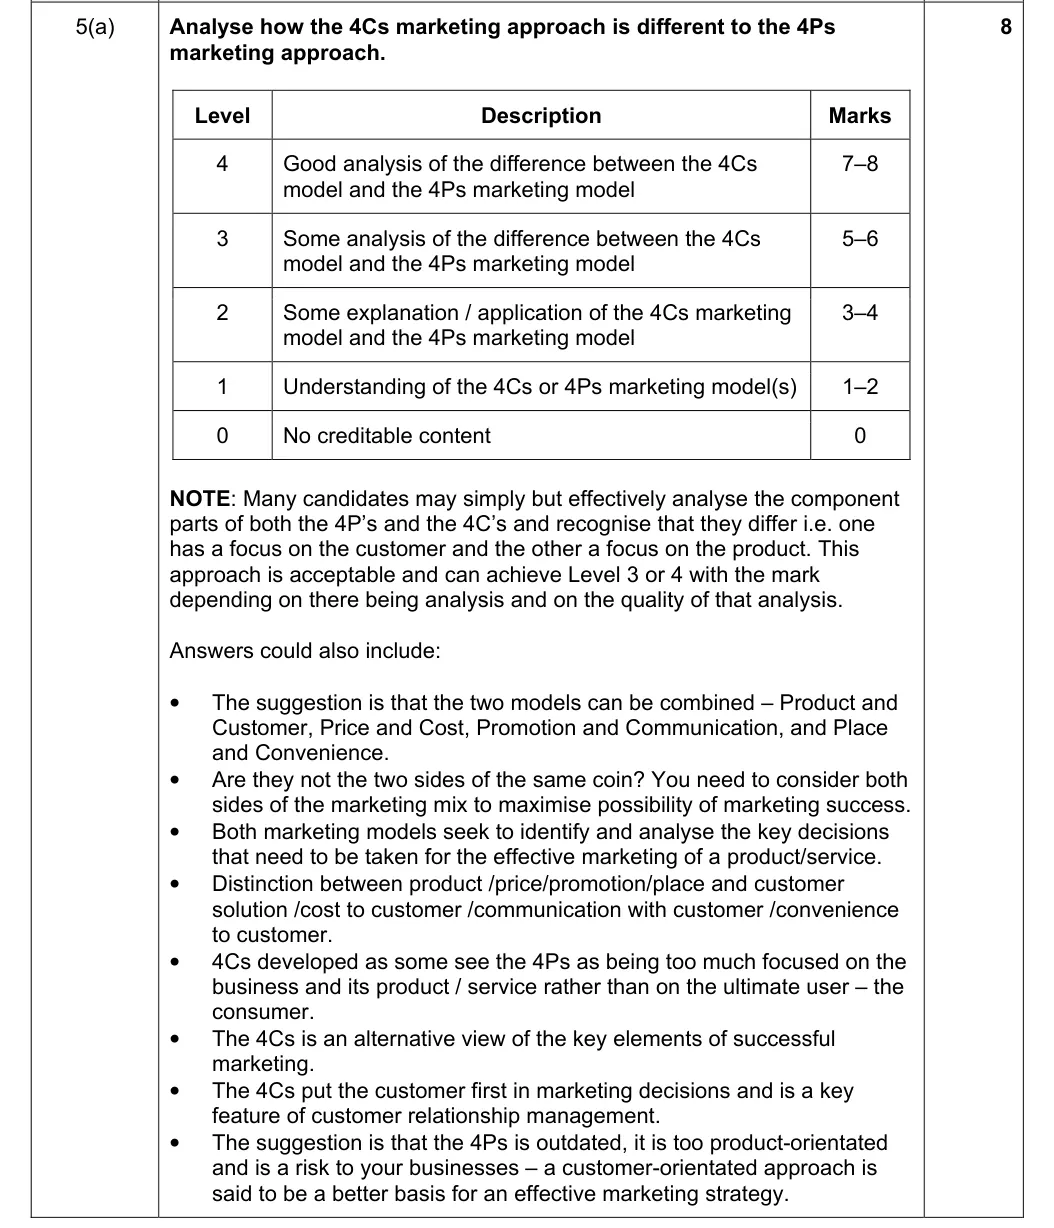 5(a) Analyse how the 4Cs marketing approach is different to the 4Ps 8
marketing approach.
Level Description Marks
4 Good analysis of the difference between the 4Cs 7–8
model and the 4Ps marketing model
3 Some analysis of the difference between the 4Cs 5–6
model and the 4Ps marketing model
2 Some explanation / application of the 4Cs marketing 3–4
model and the 4Ps marketing model
1 Understanding of the 4Cs or 4Ps marketing model(s) 1–2
0 No creditable content 0
NOTE: Many candidates may simply but effectively analyse the component
parts of both the 4P’s and the 4C’s and recognise that they differ i.e. one
has a focus on the customer and the other a focus on the product. This
approach is acceptable and can achieve Level 3 or 4 with the mark
depending on there being analysis and on the quality of that analysis.
Answers could also include:
• The suggestion is that the two models can be combined – Product and
Customer, Price and Cost, Promotion and Communication, and Place
and Convenience.
• Are they not the two sides of the same coin? You need to consider both
sides of the marketing mix to maximise possibility of marketing success.
• Both marketing models seek to identify and analyse the key decisions
that need to be taken for the effective marketing of a product/service.
• Distinction between product /price/promotion/place and customer
solution /cost to customer /communication with customer /convenience
to customer.
• 4Cs developed as some see the 4Ps as being too much focused on the
business and its product / service rather than on the ultimate user – the
consumer.
• The 4Cs is an alternative view of the key elements of successful
marketing.
• The 4Cs put the customer first in marketing decisions and is a key
feature of customer relationship management.
• The suggestion is that the 4Ps is outdated, it is too product-orientated
and is a risk to your businesses – a customer-orientated approach is
said to be a better basis for an effective marketing strategy.